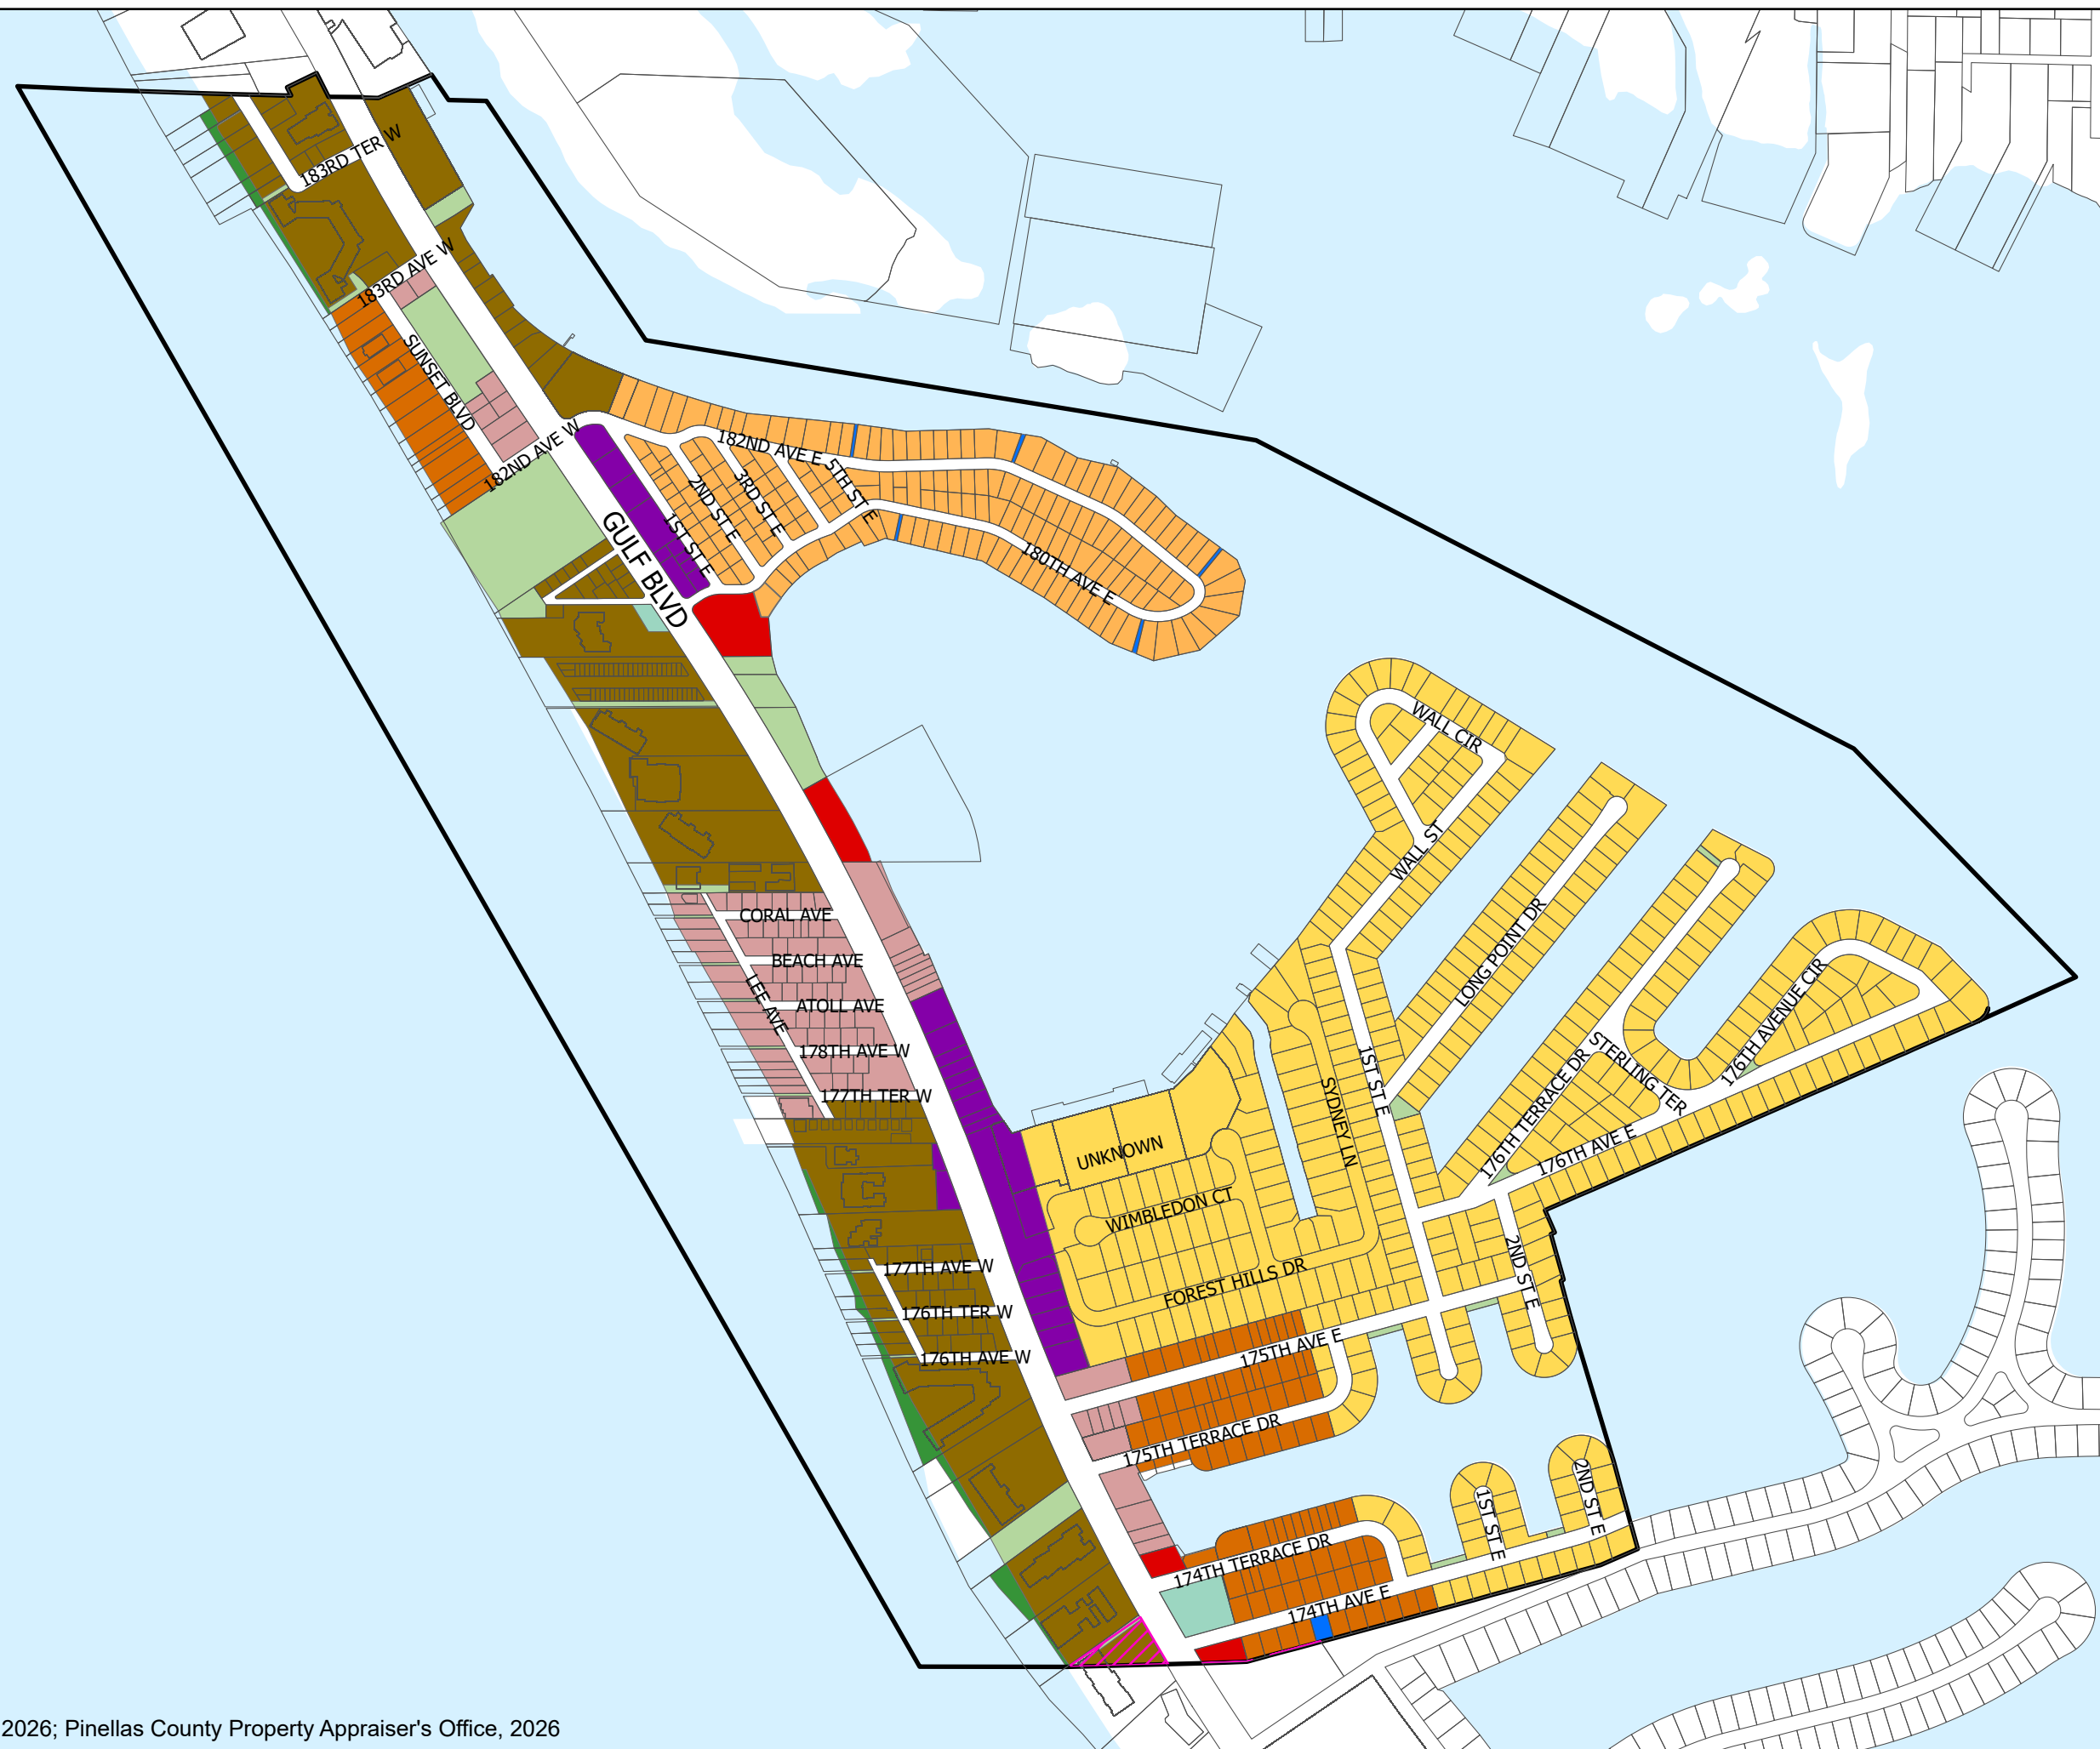 183RD TER W
183RD AVE W
SUNSET BLVD
182ND AVE W
182ND AVE E
5TH ST E
3RD ST E
2ND ST E
1ST ST E
GULF BLVD
180TH AVE E
WALL CIR
WALL ST
LONG POINT DR
CORAL AVE
BEACH AVE
LEE AVE
ATOLL AVE
178TH AVE W
177TH TER W
176TH AVENUE CIR
STERLING TER
176TH TERRACE DR
1ST ST E
SYDNEY LN
UNKNOWN
176TH AVE E
WIMBLEDON CT
2ND ST E
FOREST HILLS DR
177TH AVE W
176TH TER W
176TH AVE W
175TH AVE E
175TH TERRACE DR
1ST ST E
2ND ST E
174TH TERRACE DR
174TH AVE E
2026; Pinellas County Property Appraiser's Office, 2026